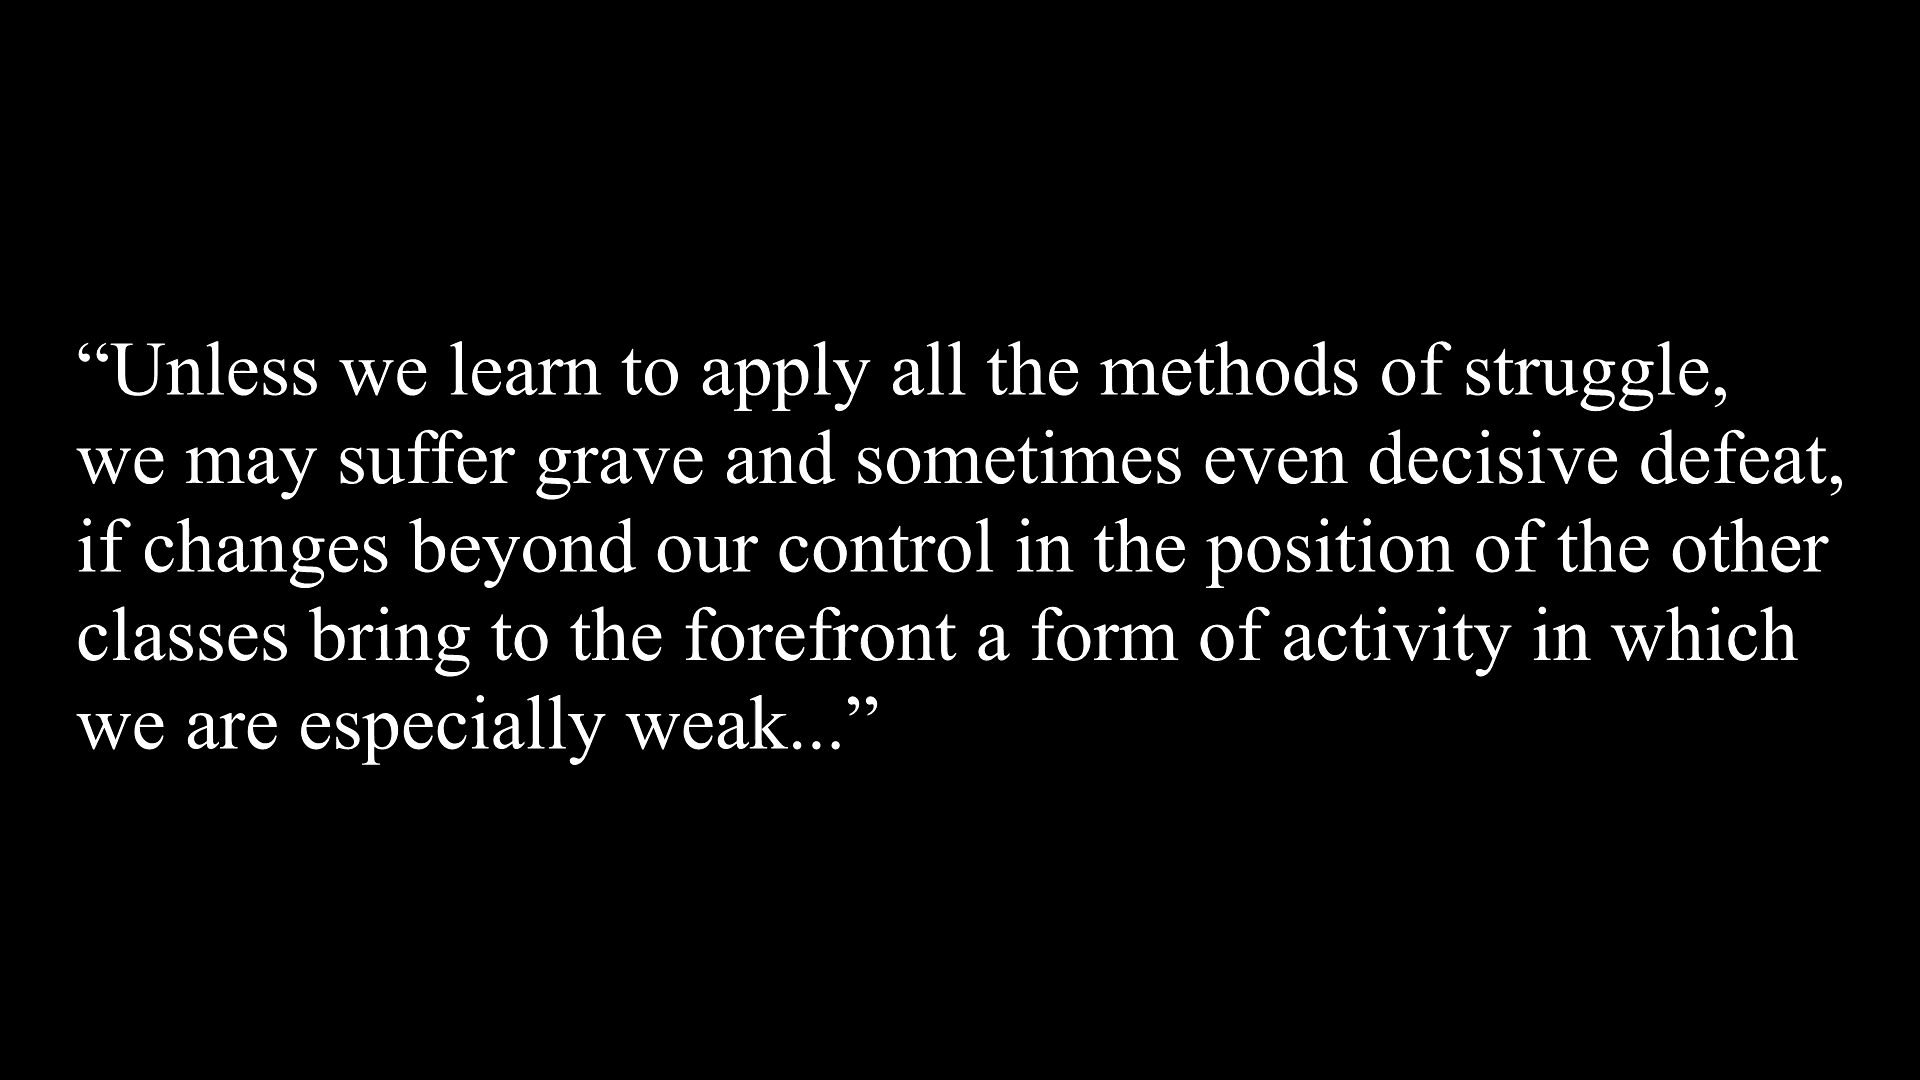 “Unless we learn to apply all the methods of struggle,
we may suffer grave and sometimes even decisive defeat,
if changes beyond our control in the position of the other
classes bring to the forefront a form of activity in which
we are especially weak...”